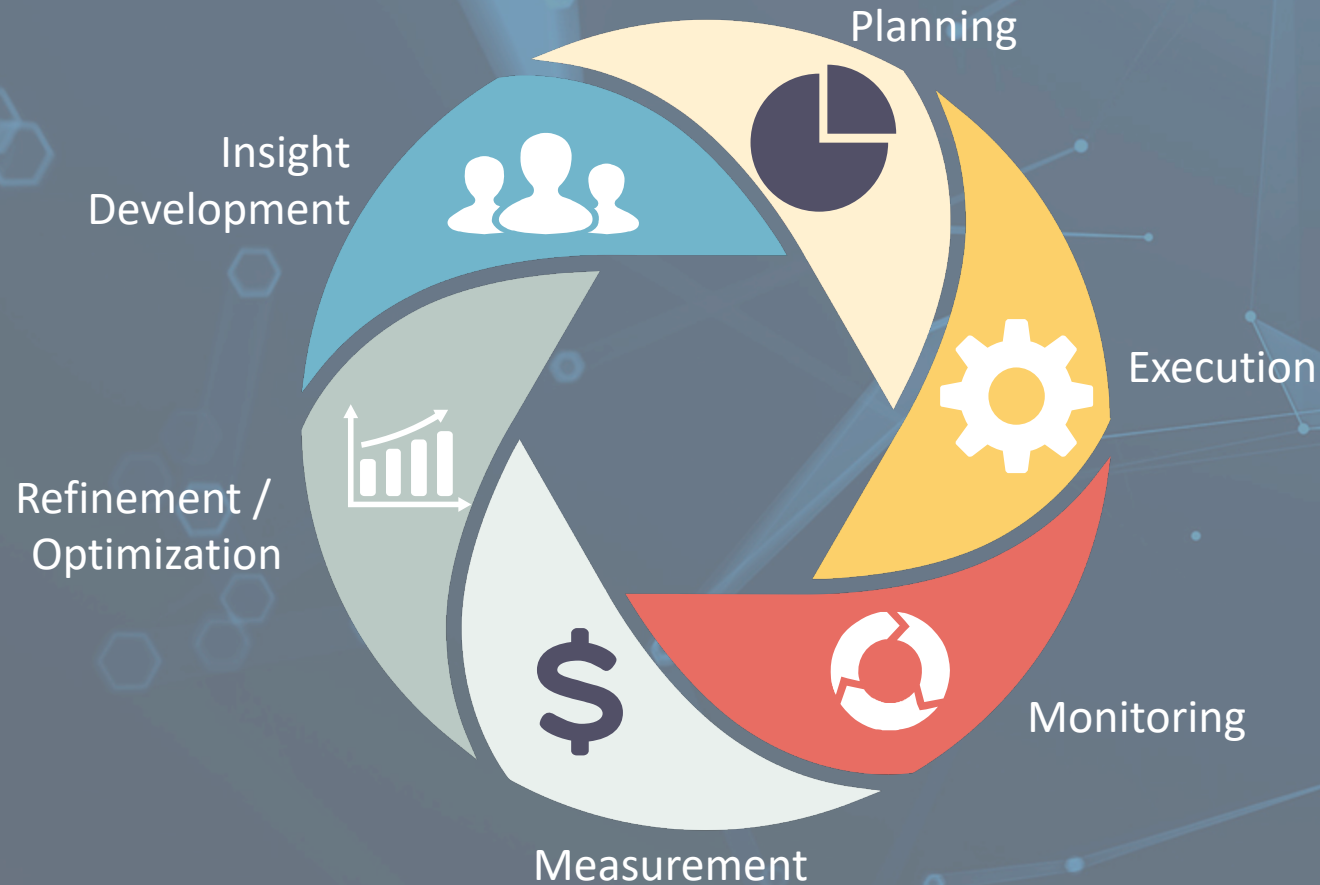 Planning
Insight
Development
Execution
Refinement /
Optimization
Monitoring
$
Measurement